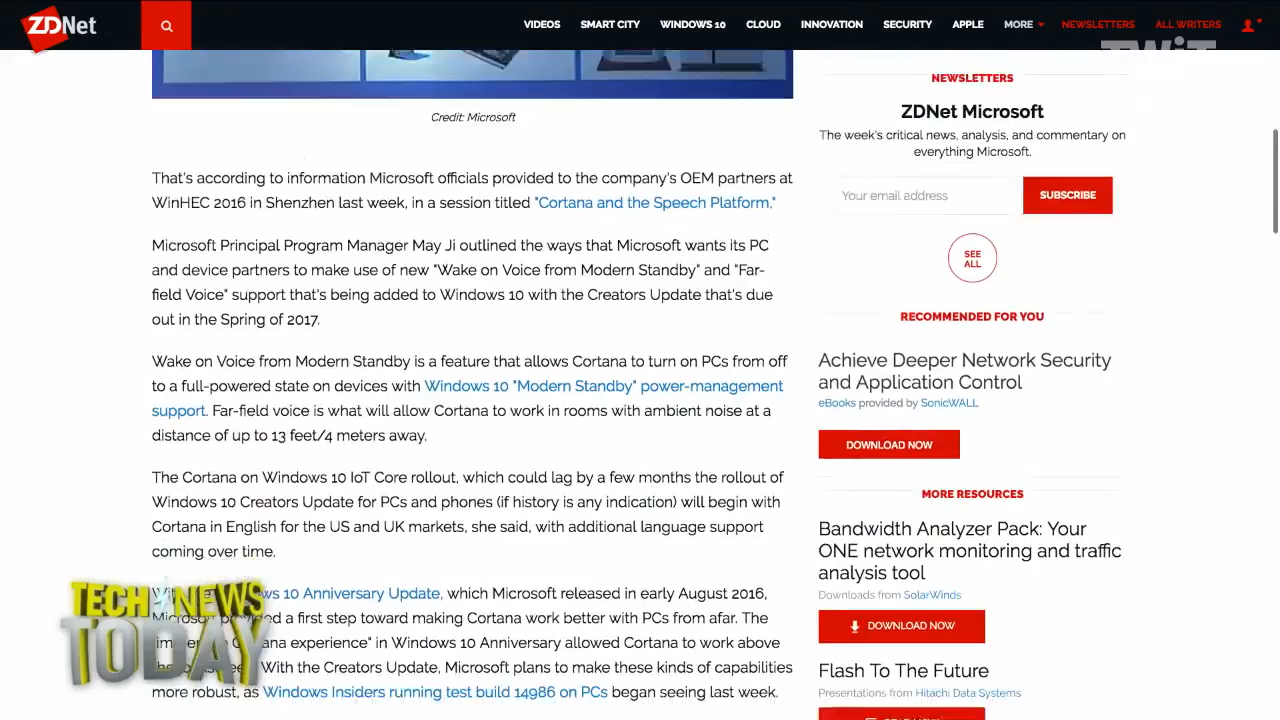 ZDNet
VIDEOS SMART CITY WINDOWS 10 CLOUD INNOVATION SECURITY APPLE MORE NEWSLETTERS ALL WRITERS
TWiT
Credit: Microsoft
That's according to information Microsoft officials provided to the company's OEM partners at
WinHEC 2016 in Shenzhen last week, in a session titled "Cortana and the Speech Platform."
Microsoft Principal Program Manager May Ji outlined the ways that Microsoft wants its PC
and device partners to make use of new "Wake on Voice from Modern Standby" and "Far-
field Voice" support that's being added to Windows 10 with the Creators Update that's due
out in the Spring of 2017.
Wake on Voice from Modern Standby is a feature that allows Cortana to turn on PCs from off
to a full-powered state on devices with Windows 10 "Modern Standby" power-management
support. Far-field voice is what will allow Cortana to work in rooms with ambient noise at a
distance of up to 13 feet/4 meters away.
The Cortana on Windows 10 IoT Core rollout, which could lag by a few months the rollout of
Windows 10 Creators Update for PCs and phones (if history is any indication) will begin with
Cortana in English for the US and UK markets, she said, with additional language support
coming over time.
10 Anniversary Update, which Microsoft released in early August 2016,
a first step toward making Cortana work better with PCs from afar. The
experience" in Windows 10 Anniversary allowed Cortana to work above
With the Creators Update, Microsoft plans to make these kinds of capabilities
more robust, as Windows Insiders running test build 14986 on PCs began seeing last week.
TECH NEWS
TODAY
NEWSLETTERS
ZDNet Microsoft
The week's critical news, analysis, and commentary on
everything Microsoft.
Your email address SUBSCRIBE
SEE
ALL
RECOMMENDED FOR YOU
Achieve Deeper Network Security
and Application Control
eBooks provided by SonicWALL
DOWNLOAD NOW
MORE RESOURCES
Bandwidth Analyzer Pack: Your
ONE network monitoring and traffic
analysis tool
Downloads from SolarWinds
DOWNLOAD NOW
Flash To The Future
Presentations from Hitachi Data Systems